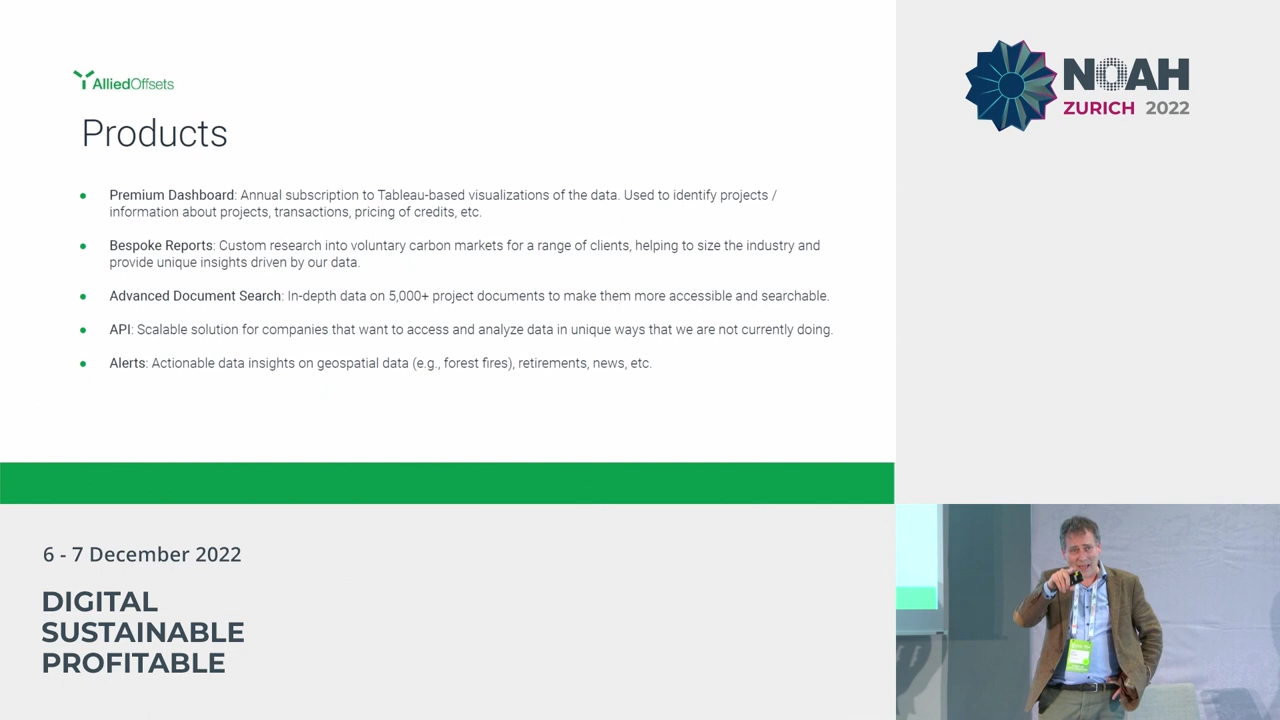 AlliedOffsets
Products
Premium Dashboard: Annual subscription to Tableau-based visualizations of the data. Used to identify projects /
information about projects, transactions, pricing of credits, etc.
Bespoke Reports: Custom research into voluntary carbon markets for a range of clients, helping to size the industry and
provide unique insights driven by our data.
Advanced Document Search: In-depth data on 5,000+ project documents to make them more accessible and searchable.
API: Scalable solution for companies that want to access and analyze data in unique ways that we are not currently doing.
Alerts: Actionable data insights on geospatial data (e.g., forest fires), retirements, news, etc.
NOAH
ZURICH 2022
6 - 7 December 2022
DIGITAL
SUSTAINABLE
PROFITABLE